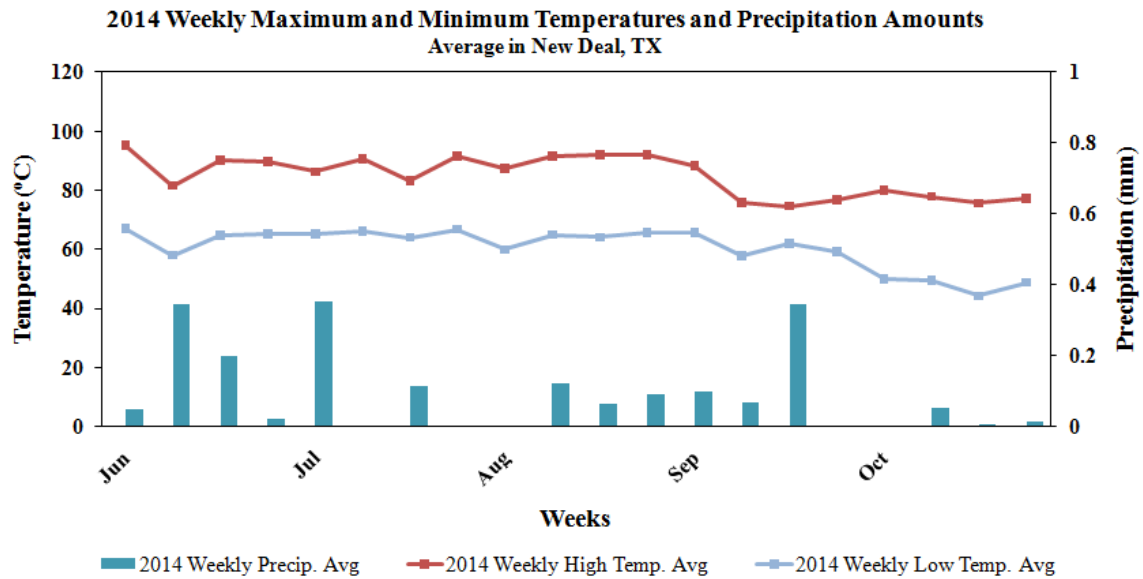 2014 Weekly Maximum and Minimum Temperatures and Precipitation Amounts
Average in New Deal, TX
120
100
80
60
40
20
0
1
0.8
0.6
0.4
0.2
0
Temperature (ºC)
Precipitation (mm)
Jun
Jul
Aug
Sep
Oct
Weeks
2014 Weekly Precip. Avg
2014 Weekly High Temp. Avg
2014 Weekly Low Temp. Avg